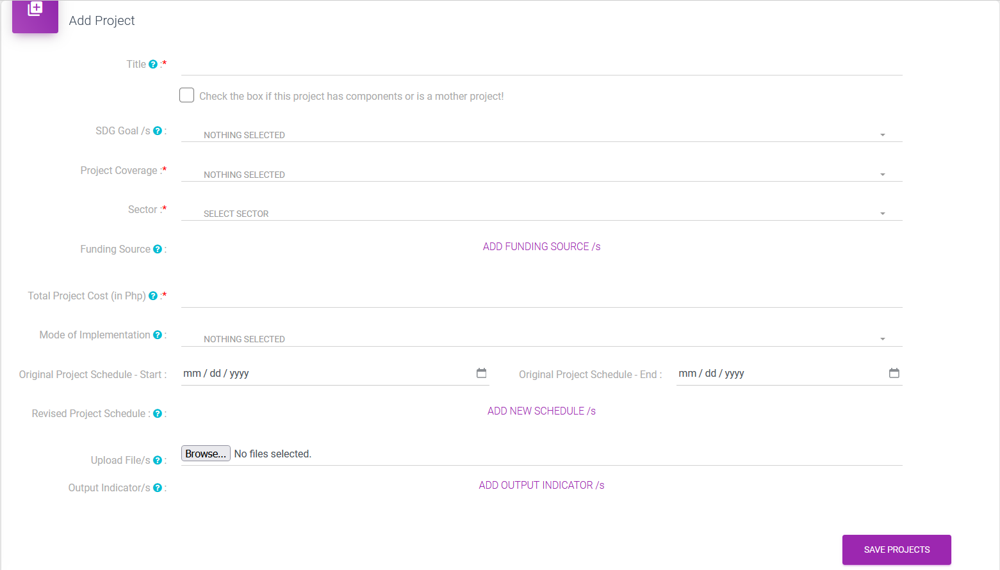 Add Project
Title ? :*
Check the box if this project has components or is a mother project!
SDG Goal /s ? :
NOTHING SELECTED
Project Coverage :*
NOTHING SELECTED
Sector :*
SELECT SECTOR
Funding Source ? :
ADD FUNDING SOURCE /s
Total Project Cost (in Php) ? :*
Mode of Implementation ? :
NOTHING SELECTED
Original Project Schedule - Start :
mm / dd / yyyy
Original Project Schedule - End :
mm / dd / yyyy
Revised Project Schedule : ? :
ADD NEW SCHEDULE /s
Upload File/s ? :
Browse... No files selected.
Output Indicator/s ? :
ADD OUTPUT INDICATOR /s
SAVE PROJECTS